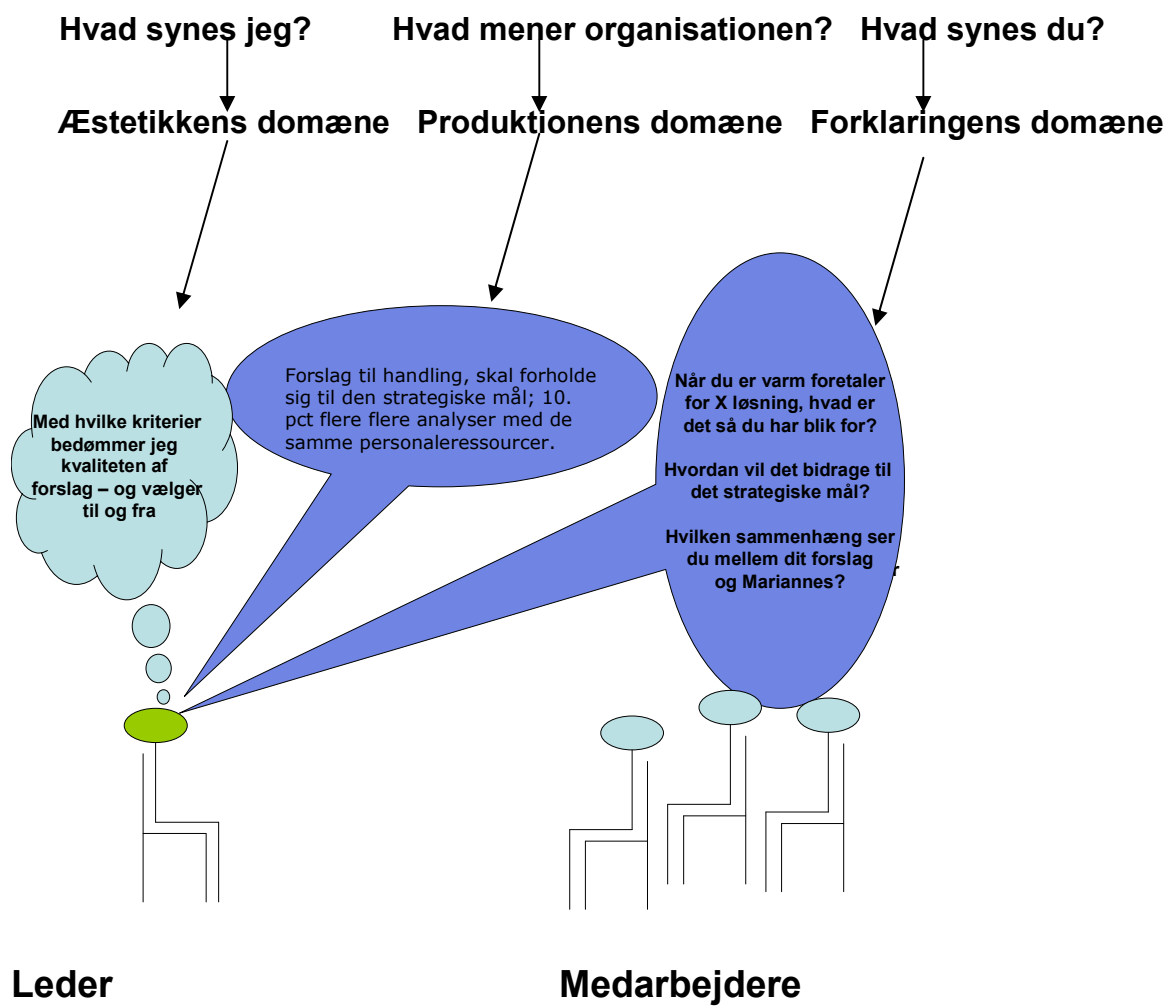 Hvad synes jeg? Hvad mener organisationen? Hvad synes du?
Æstetikkens domæne Produktionens domæne Forklaringens domæne
Med hvilke kriterier
bedømmer jeg
kvaliteten af
forslag – og vælger
til og fra
Forslag til handling, skal forholde
sig til den strategiske mål; 10.
pct flere flere analyser med de
samme personaleressourcer.
Når du er varm foretaler
for X løsning, hvad er
det så du har blik for?
Hvordan vil det bidrage til
det strategiske mål?
Hvilken sammenhæng ser
du mellem dit forslag
og Mariannes?
Leder Medarbejdere